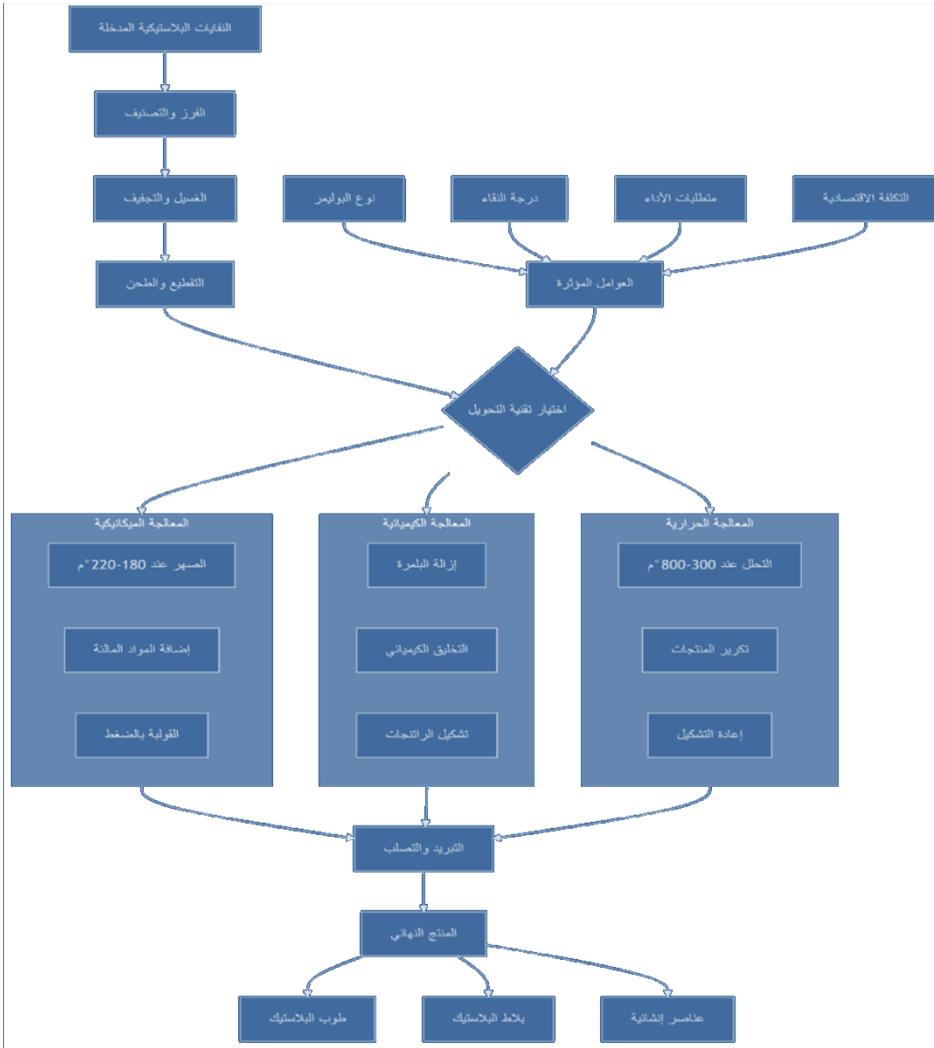 النفايات البلاستيكية المدخلة
الفرز والتصنيف
الغسيل والتجفيف
التقطيع والطحن
التكلفة الاقتصادية
متطلبات الأداء
درجة النقاء
نوع البوليمر
العوامل المؤثرة
اختيار تقنية التحويل
المعالجة الحرارية
التحلل عند 300-800°م
تكرير المنتجات
إعادة التشكيل
المعالجة الكيميائية
إزالة البلمرة
التخليق الكيميائي
تشكيل الراتنجات
المعالجة الميكانيكية
الصهر عند 180-220°م
إضافة المواد المالئة
القولبة بالضغط
التبريد والتصلب
المنتج النهائي
عناصر إنشائية
بلاط البلاستيك
طوب البلاستيك